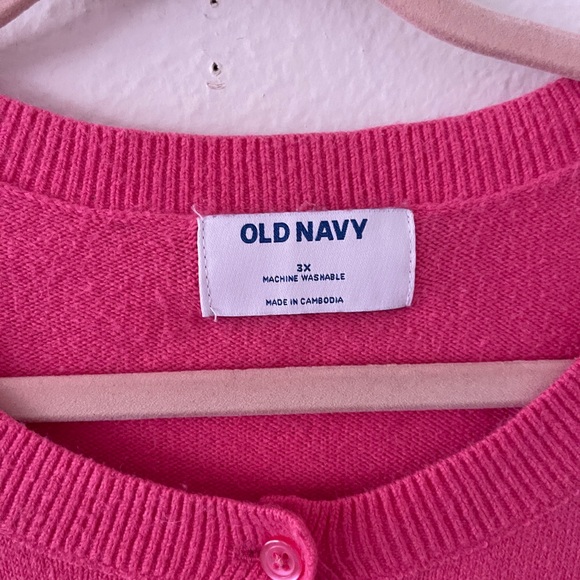 OLD NAVY
3X
MACHINE WASHABLE
MADE IN CAMBODIA